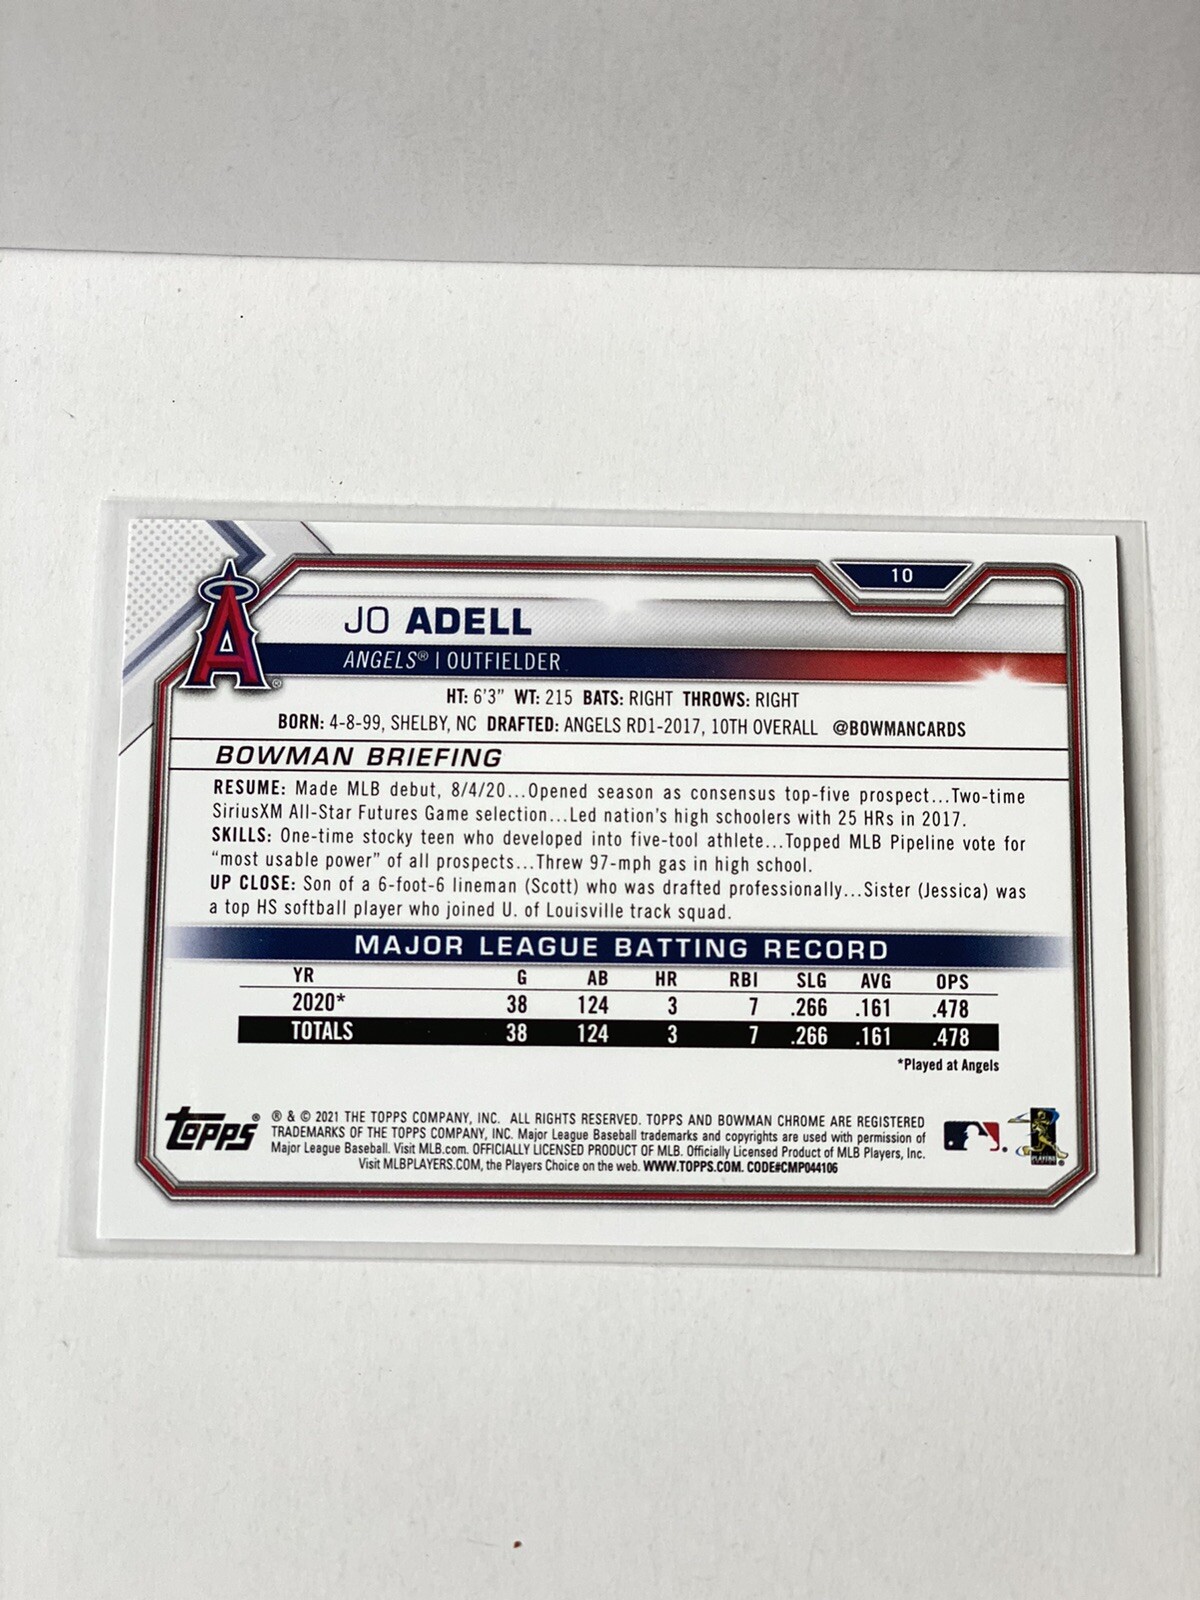 10
JO ADELL
ANGELS® | OUTFIELDER
HT: 6'3" WT: 215 BATS: RIGHT THROWS: RIGHT
BORN: 4-8-99, SHELBY, NC DRAFTED: ANGELS RD1-2017, 10TH OVERALL @BOWMANCARDS
BOWMAN BRIEFING
RESUME: Made MLB debut, 8/4/20...Opened season as consensus top-five prospect...Two-time
SiriusXM All-Star Futures Game selection...Led nation's high schoolers with 25 HRs in 2017.
SKILLS: One-time stocky teen who developed into five-tool athlete...Topped MLB Pipeline vote for
"most usable power" of all prospects...Threw 97-mph gas in high school.
UP CLOSE: Son of a 6-foot-6 lineman (Scott) who was drafted professionally...Sister (Jessica) was
a top HS softball player who joined U. of Louisville track squad.
MAJOR LEAGUE BATTING RECORD
YR G AB HR RBI SLG AVG OPS
2020* 38 124 3 7 .266 .161 .478
TOTALS 38 124 3 7 .266 .161 .478
*Played at Angels
Topps® ® & © 2021 THE TOPPS COMPANY, INC. ALL RIGHTS RESERVED. TOPPS AND BOWMAN CHROME ARE REGISTERED
TRADEMARKS OF THE TOPPS COMPANY, INC. Major League Baseball trademarks and copyrights are used with permission of
Major League Baseball. Visit MLB.com. OFFICIALLY LICENSED PRODUCT OF MLB. Officially Licensed Product of MLB Players, Inc.
Visit MLBPLAYERS.COM, the Players Choice on the web. WWW.TOPPS.COM. CODE#CMP044106